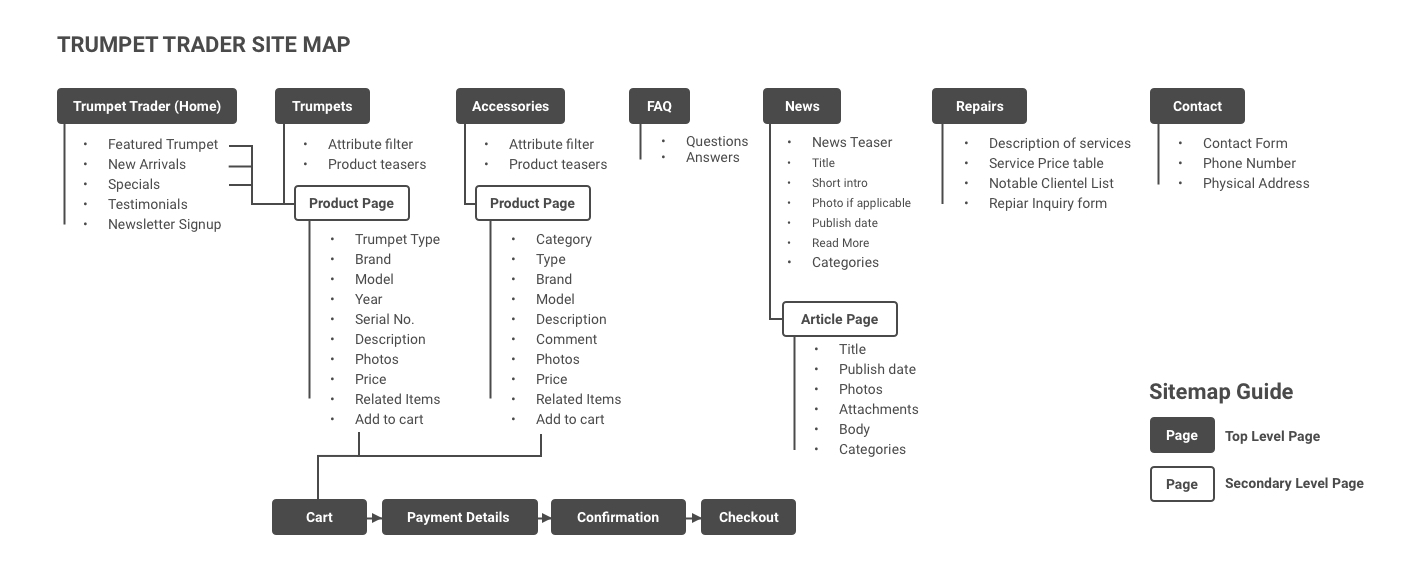 TRUMPET TRADER SITE MAP
Trumpet Trader (Home)
• Featured Trumpet
• New Arrivals
• Specials
• Testimonials
• Newsletter Signup
Trumpets
• Attribute filter
• Product teasers
Product Page
• Trumpet Type
• Brand
• Model
• Year
• Serial No.
• Description
• Photos
• Price
• Related Items
• Add to cart
Accessories
• Attribute filter
• Product teasers
Product Page
• Category
• Type
• Brand
• Model
• Description
• Comment
• Photos
• Price
• Related Items
• Add to cart
FAQ
• Questions
• Answers
News
• News Teaser
• Title
• Short intro
• Photo if applicable
• Publish date
• Read More
• Categories
Article Page
• Title
• Publish date
• Photos
• Attachments
• Body
• Categories
Repairs
• Description of services
• Service Price table
• Notable Clientel List
• Repiar Inquiry form
Contact
• Contact Form
• Phone Number
• Physical Address
Cart
Payment Details
Confirmation
Checkout
Sitemap Guide
Page
Top Level Page
Page
Secondary Level Page